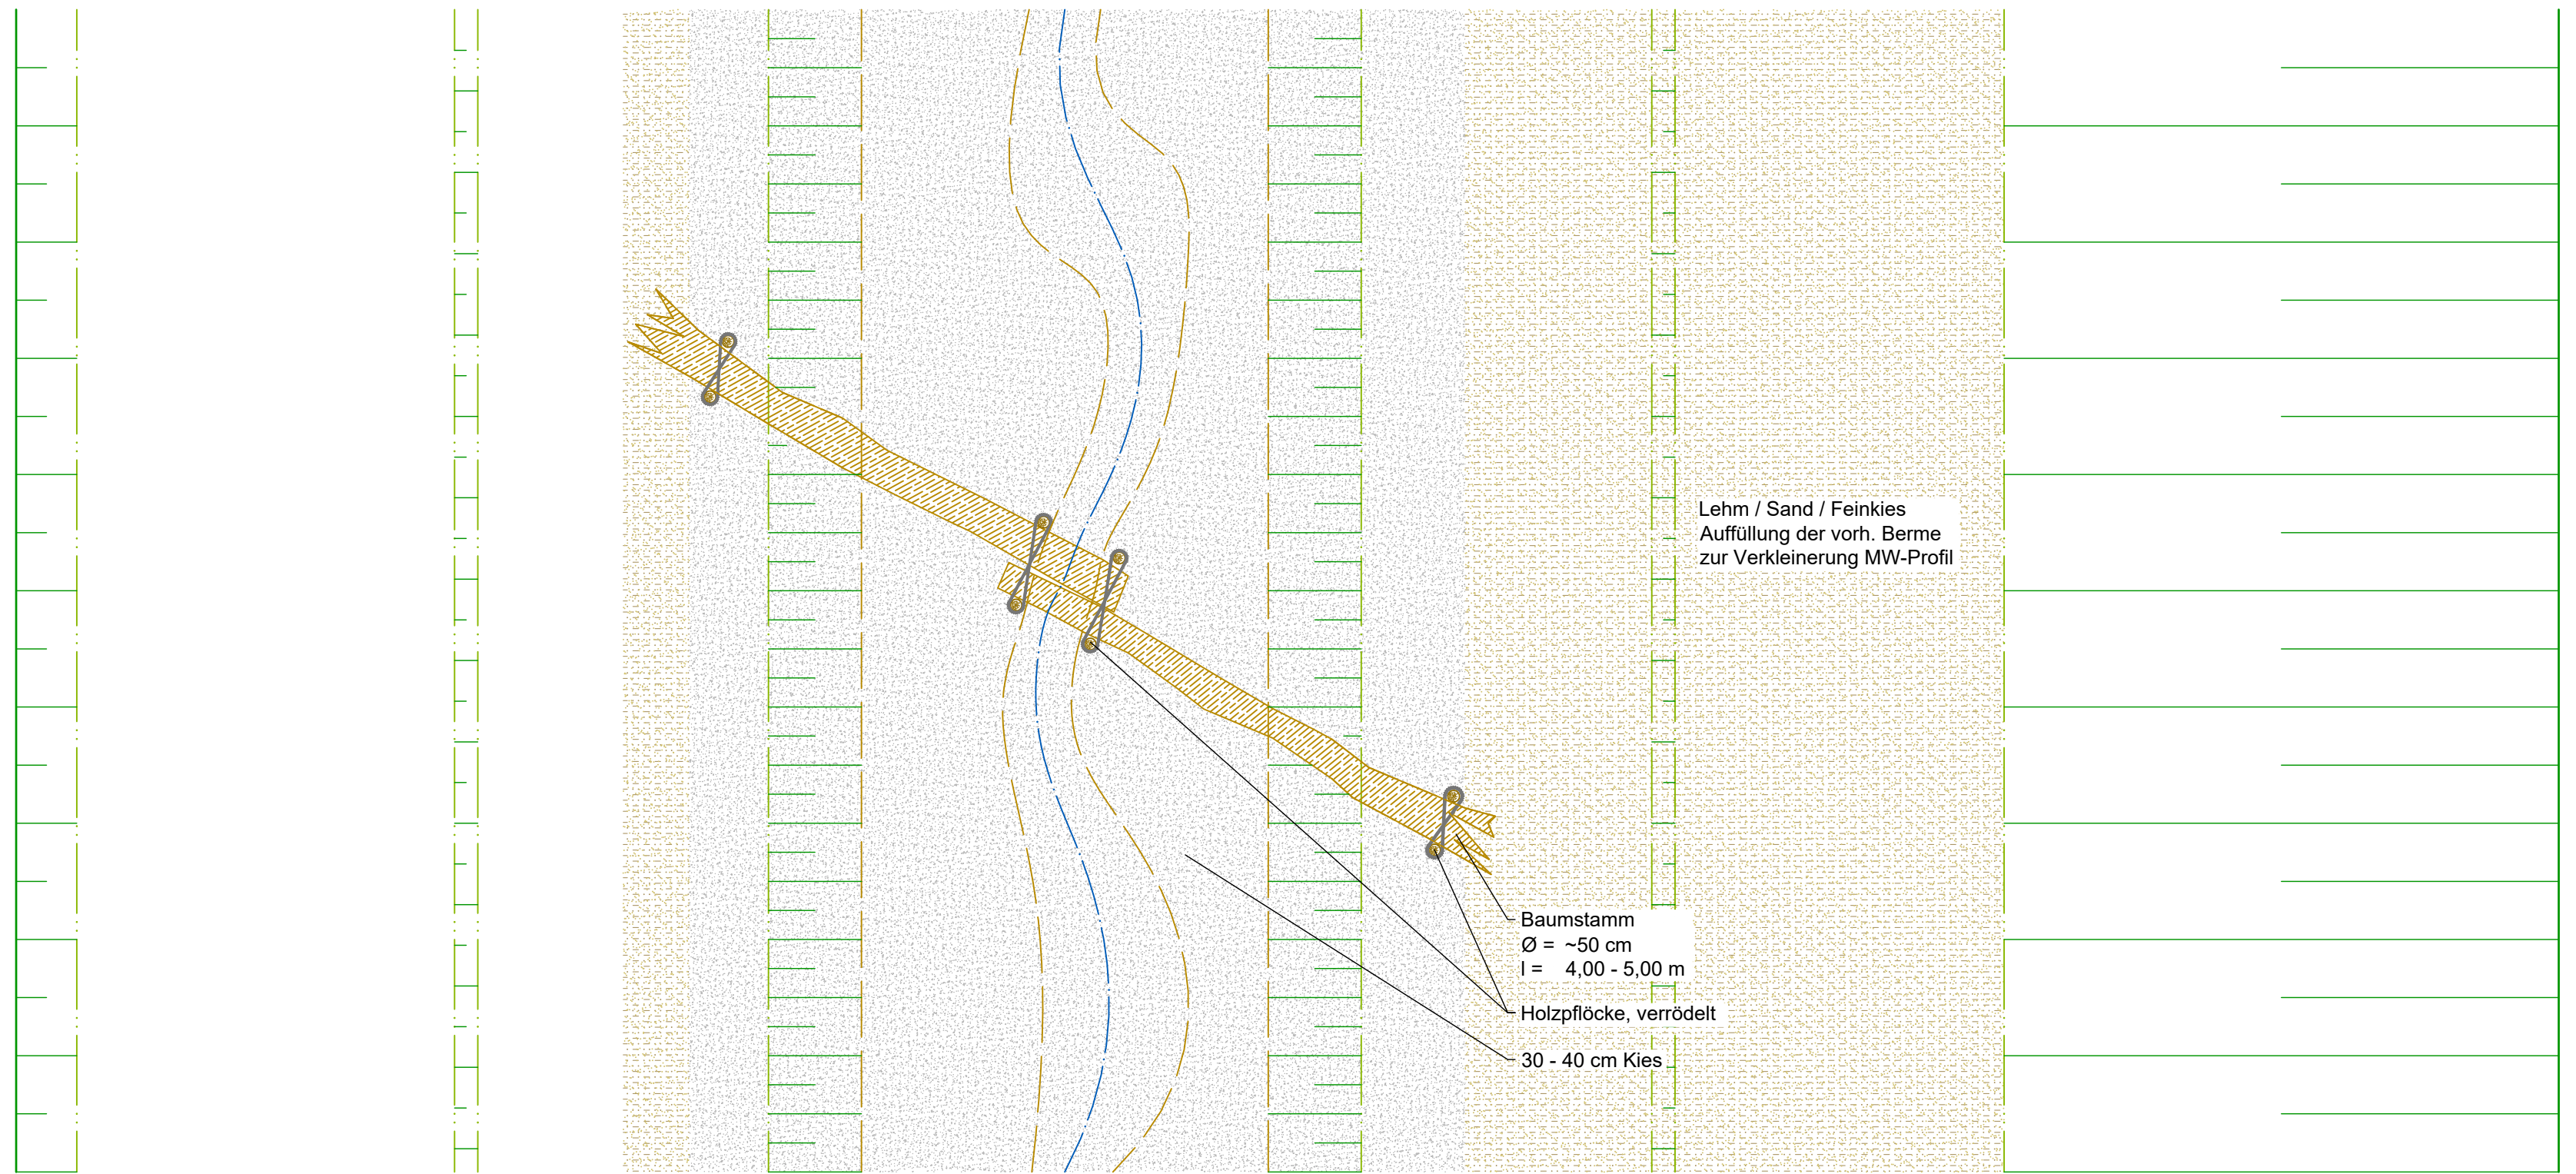 Lehm / Sand / Feinkies
Auffüllung der vorh. Berme
zur Verkleinerung MW-Profil
Baumstamm
Ø = ~50 cm
l = 4,00 - 5,00 m
Holzpflöcke, verrödelt
30 - 40 cm Kies